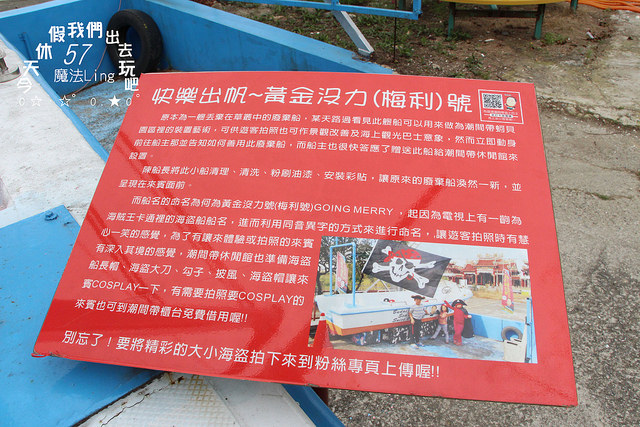 假我們出去玩吧
今天休57
魔法Ling
快樂出帆~黃金沒力(梅利)號
原本為一艘丟棄在草叢中的廢棄船，某天路過看見此艘船可以用來做為潮間帶蚵貝
園區裡的裝置藝術，可供遊客拍照也可作景觀改善及海上觀光巴士意象，然而立即動身
前往船主那並告知如何善用此廢棄船，而船主也很快答應了贈送此船給潮間帶休閒館來
設置。
陳船長將此小船清理、清洗、粉刷油漆、安裝彩貼，讓原來的廢棄船渙然一新，並
呈現在來賓面前。
而船名的命名為何為黃金沒力號(梅利號)GOING MERRY，起因為電視上有一齣為
海賊王卡通裡的海盜船船名，進而利用同音異字的方式來進行命名，讓遊客拍照時有慧
心一笑的感覺，為了有讓來體驗或拍照的來賓
有深入其境的感覺，潮間帶休閒館也準備海盜
船長帽、海盜大刀、勾子、披風、海盜帽讓來
賓COSPLAY一下，有需要拍照要COSPLAY的
來賓也可到潮間帶櫃台免費借用喔!!
別忘了！要將精彩的大小海盜拍下來到粉絲專頁上傳喔!!